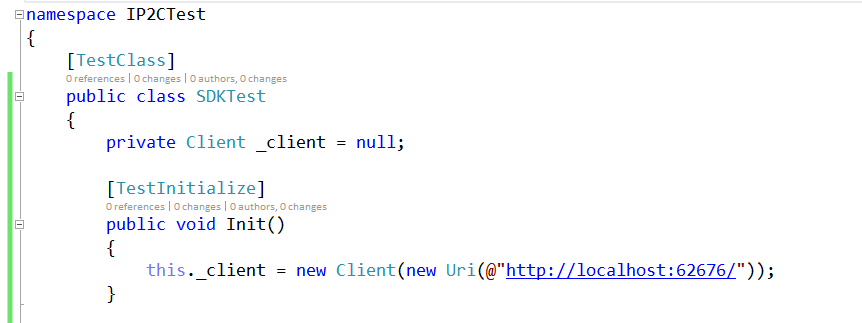 namespace IP2CTest
{
[TestClass]
0 references | 0 changes | 0 authors, 0 changes
public class SDKTest
{
private Client _client = null;
[TestInitialize]
0 references | 0 changes | 0 authors, 0 changes
public void Init()
{
this._client = new Client(new Uri(@"http://localhost:62676/"));
}